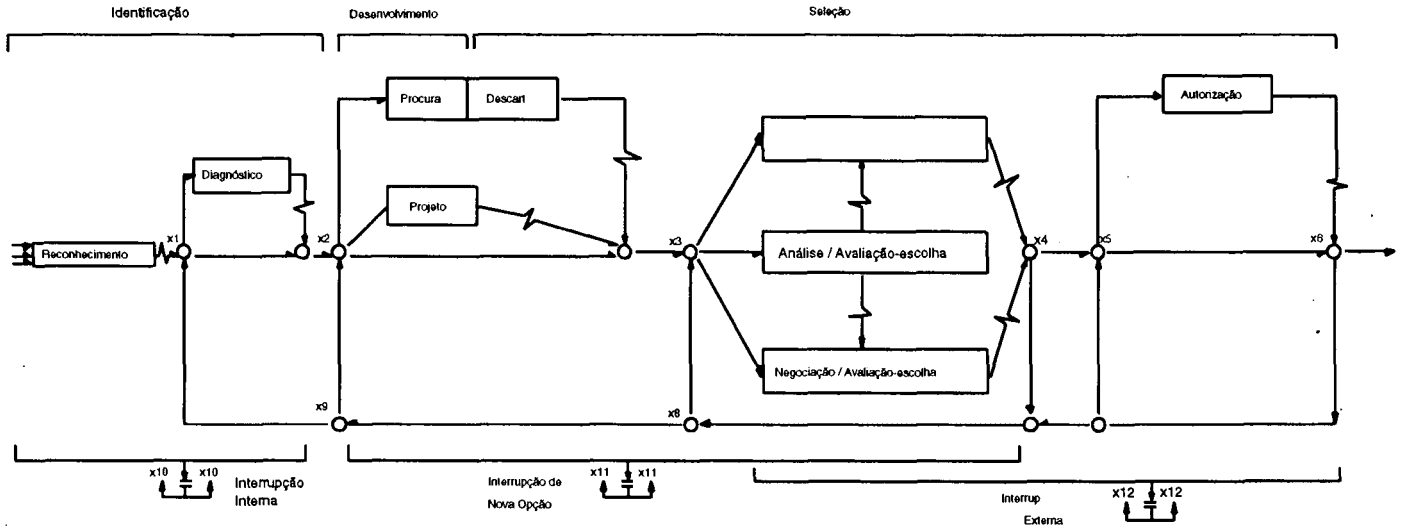 Identificação
Desenvolvimento
Seleção
Procura
Descart
Autorização
Diagnóstico
Projeto
x1
x2
x3
x4
x5
x6
Reconhecimento
Análise / Avaliação-escolha
Negociação / Avaliação-escolha
x9
x8
x10 x10
Interrupção
Interna
x11 x11
Interrupção de
Nova Opção
x12 x12
Interrup
Externa